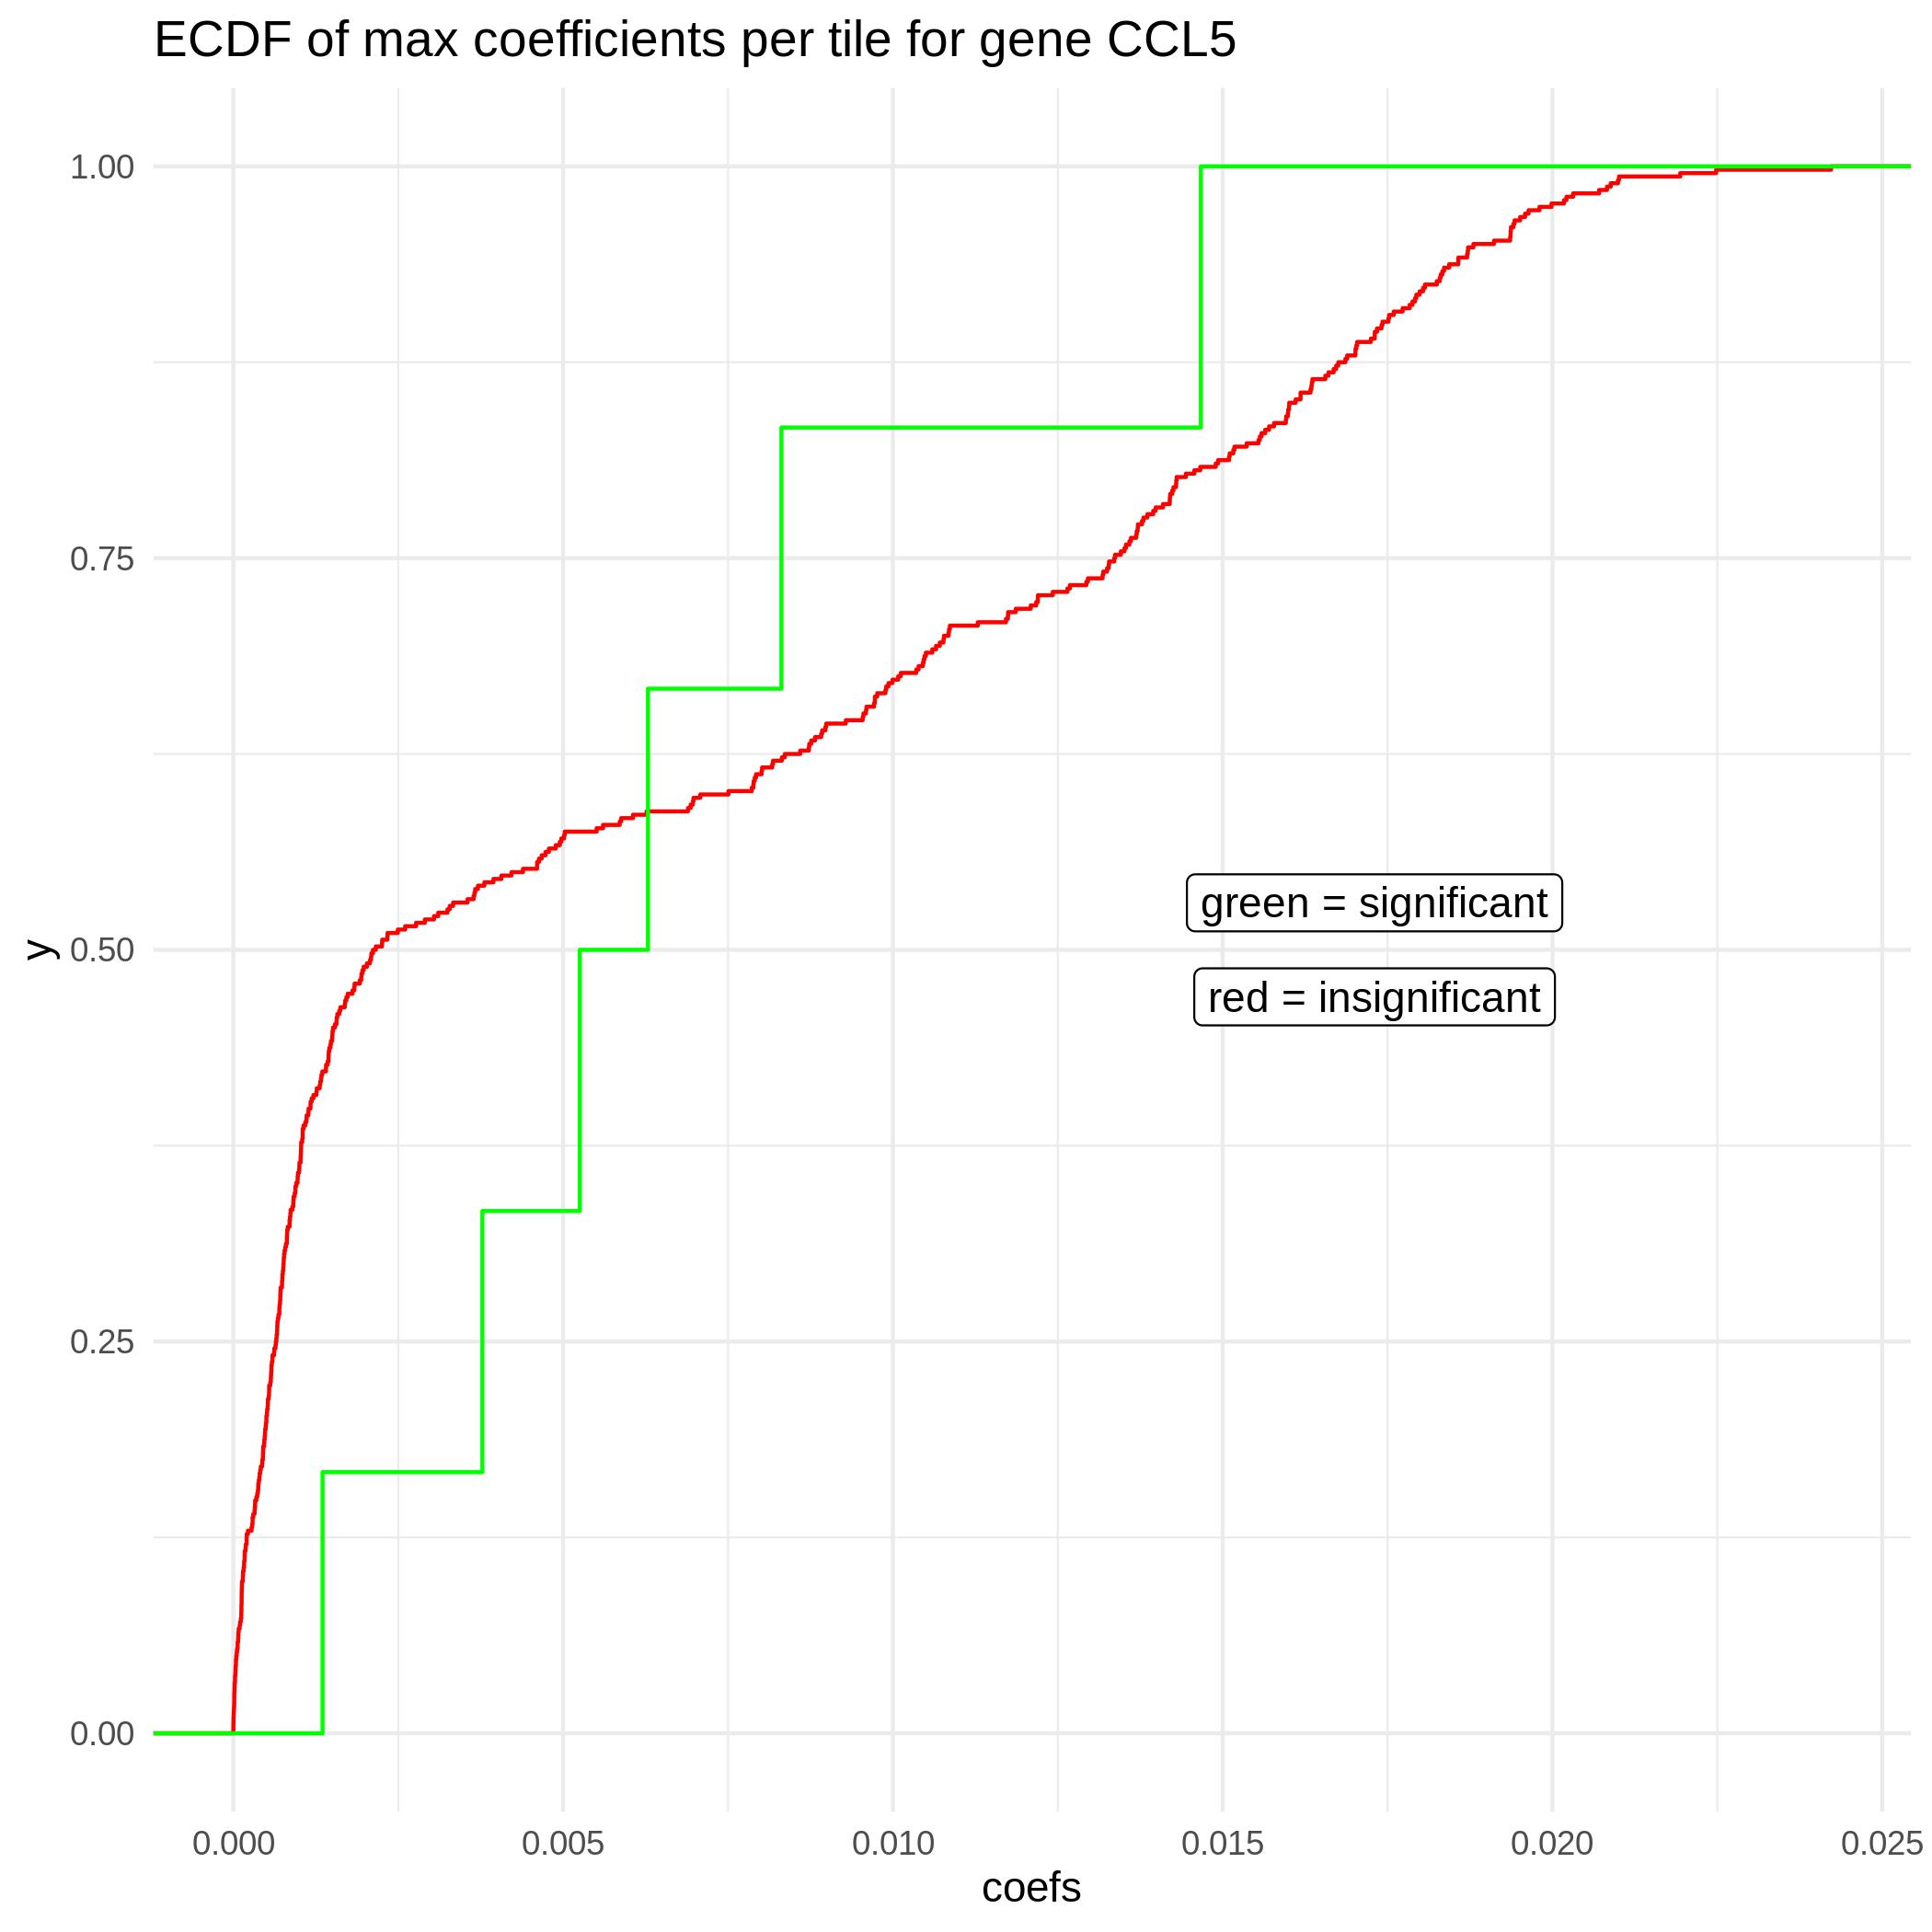 ECDF of max coefficients per tile for gene CCL5
1.00
0.75
0.50
0.25
0.00
y
green = significant
red = insignificant
0.000 0.005 0.010 0.015 0.020 0.025
coefs